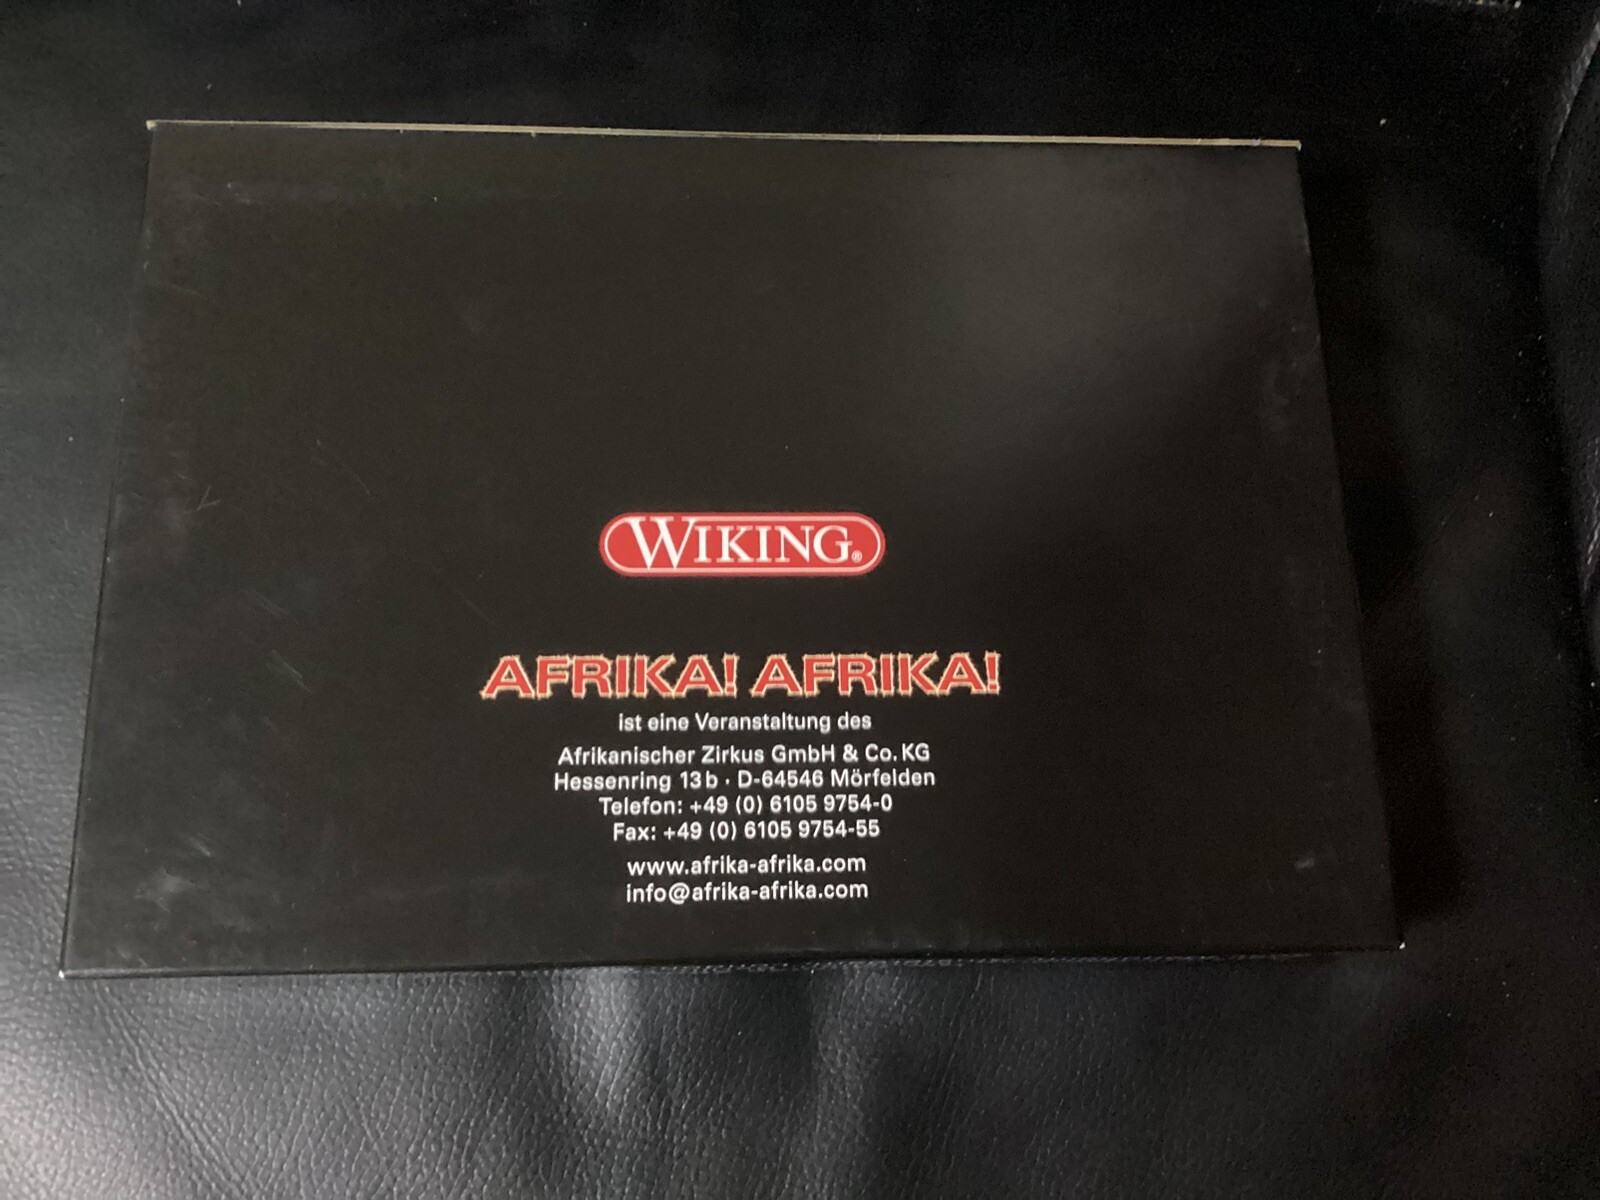 WIKING®
AFRIKA! AFRIKA!
ist eine Veranstaltung des
Afrikanischer Zirkus GmbH & Co. KG
Hessenring 13 b · D-64546 Mörfelden
Telefon: +49 (0) 6105 9754-0
Fax: +49 (0) 6105 9754-55
www.afrika-afrika.com
info@afrika-afrika.com